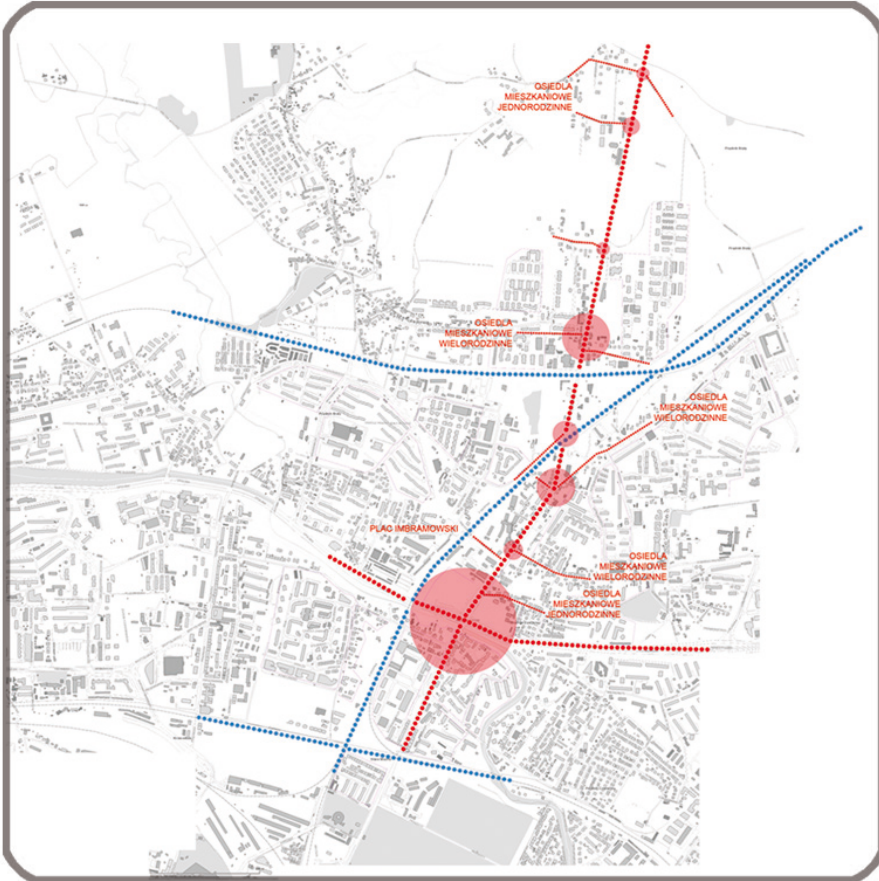 OSIEDLA
MIESZKANIOWE
JEDNORODZINNE
OSIEDLA
MIESZKANIOWE
WIELORODZINNE
OSIEDLA
MIESZKANIOWE
WIELORODZINNE
PLAC IMBRAMOWSKI
OSIEDLA
MIESZKANIOWE
WIELORODZINNE
OSIEDLA
MIESZKANIOWE
JEDNORODZINNE